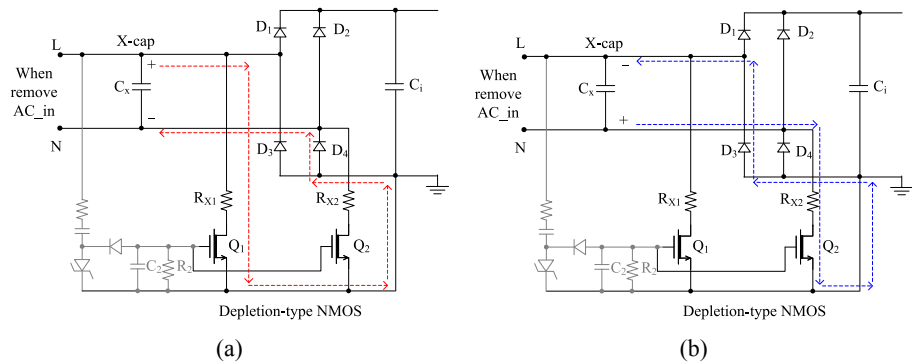 D1
D2
L
X-cap
+
When
remove
AC_in
Cx
Ci
-
N
D3
D4
RX1
RX2
Q1
Q2
C2
R2
Depletion-type NMOS
(a)
D1
D2
L
X-cap
-
When
remove
AC_in
Cx
Ci
+
N
D3
D4
RX1
RX2
Q1
Q2
C2
R2
Depletion-type NMOS
(b)